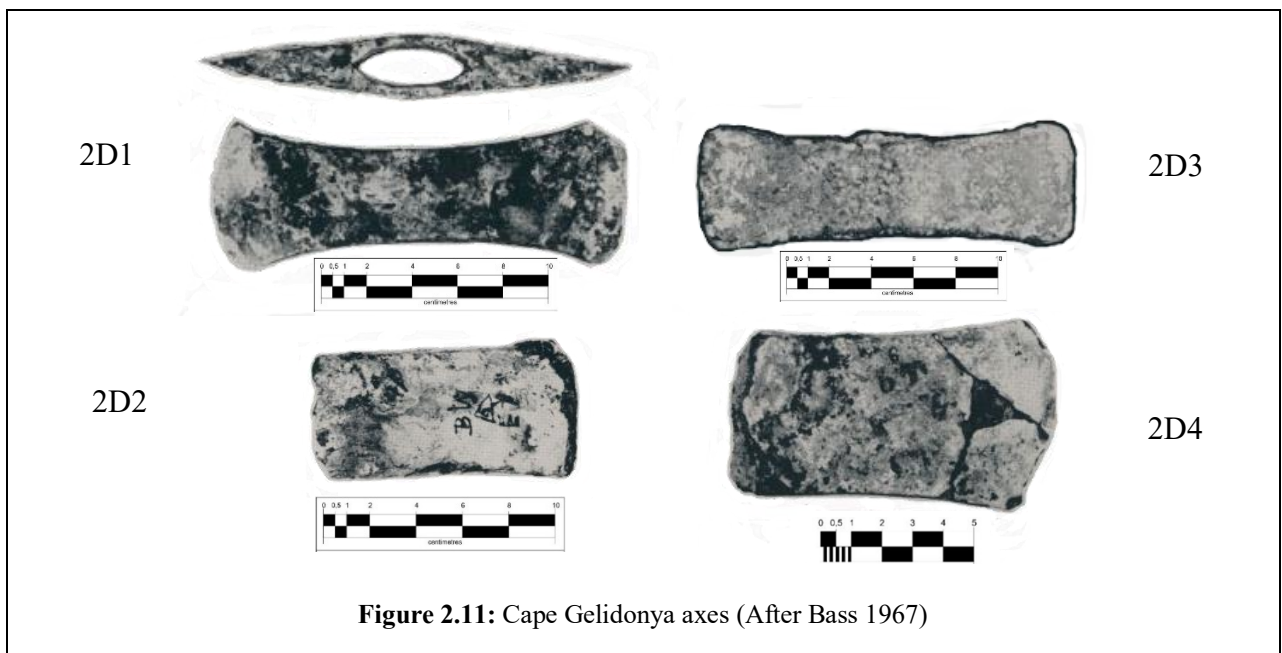 2D1
0 0,5 1 2 4 6 8 10
centimetres
2D3
0 0,5 1 2 4 6 8 10
centimetres
2D2
0 0,5 1 2 4 6 8 10
centimetres
2D4
0 0,5 1 2 3 4 5
Figure 2.11: Cape Gelidonya axes (After Bass 1967)